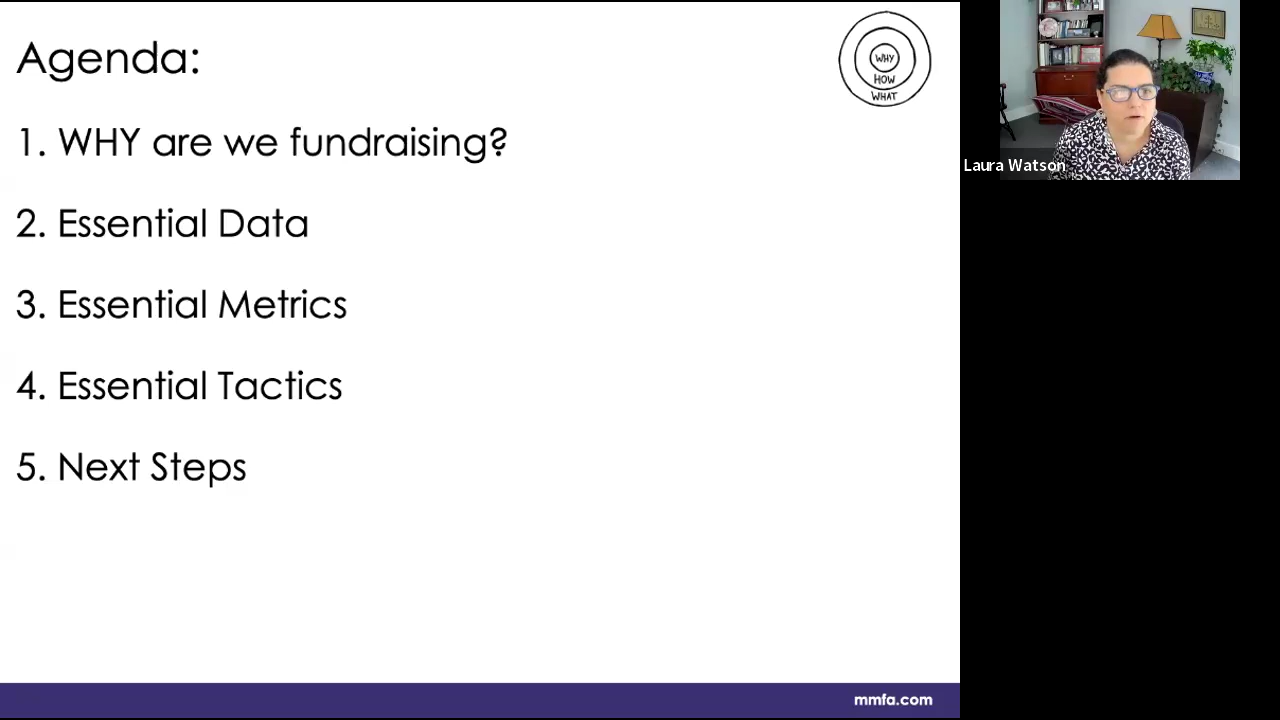 Agenda:
WHY
HOW
WHAT
1. WHY are we fundraising?
2. Essential Data
3. Essential Metrics
4. Essential Tactics
5. Next Steps
mmfa.com
Laura Watson